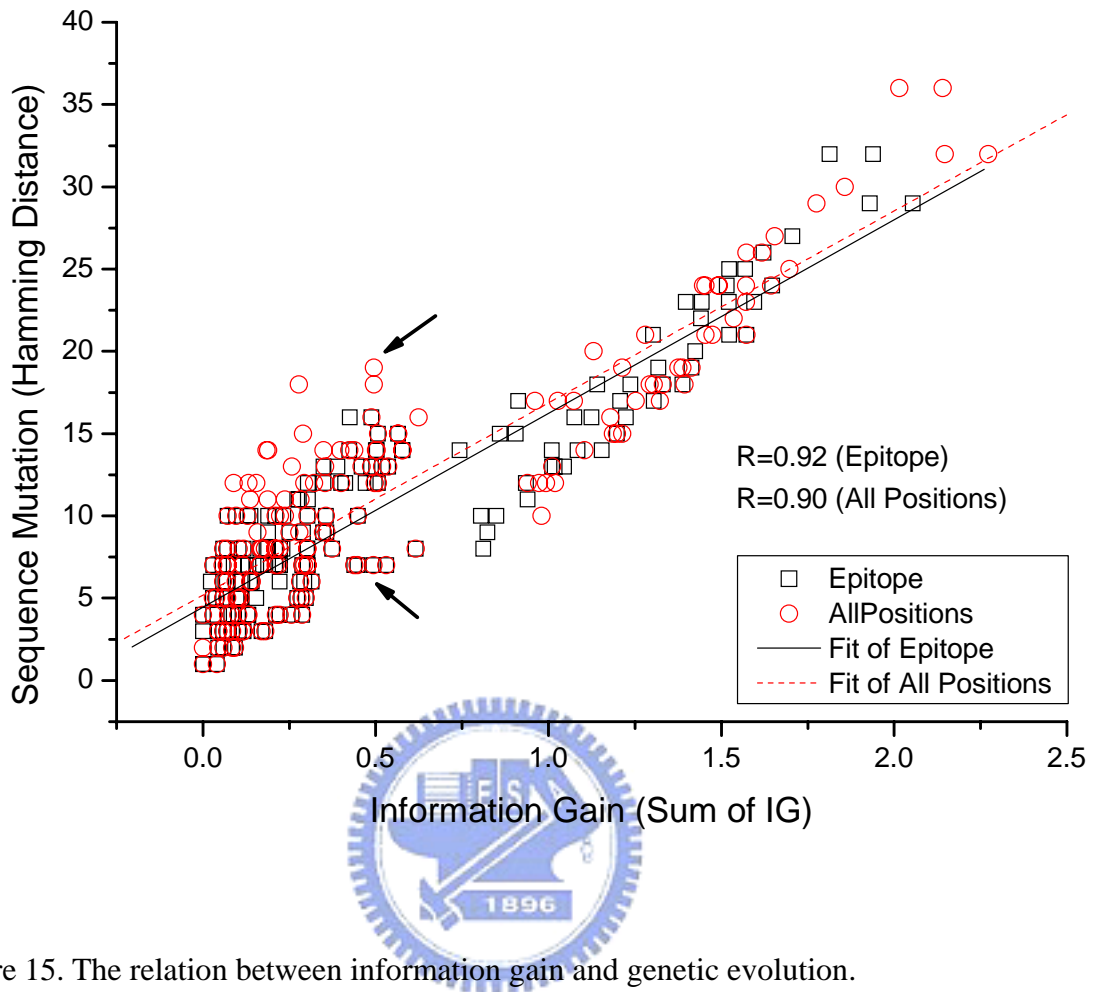 40
35
30
25
20
15
10
5
0
Sequence Mutation (Hamming Distance)
R=0.92 (Epitope)
R=0.90 (All Positions)
Epitope
AllPositions
Fit of Epitope
Fit of All Positions
0.0 0.5 1.0 1.5 2.0 2.5
Information Gain (Sum of IG)
E S
1896
re 15. The relation between information gain and genetic evolution.